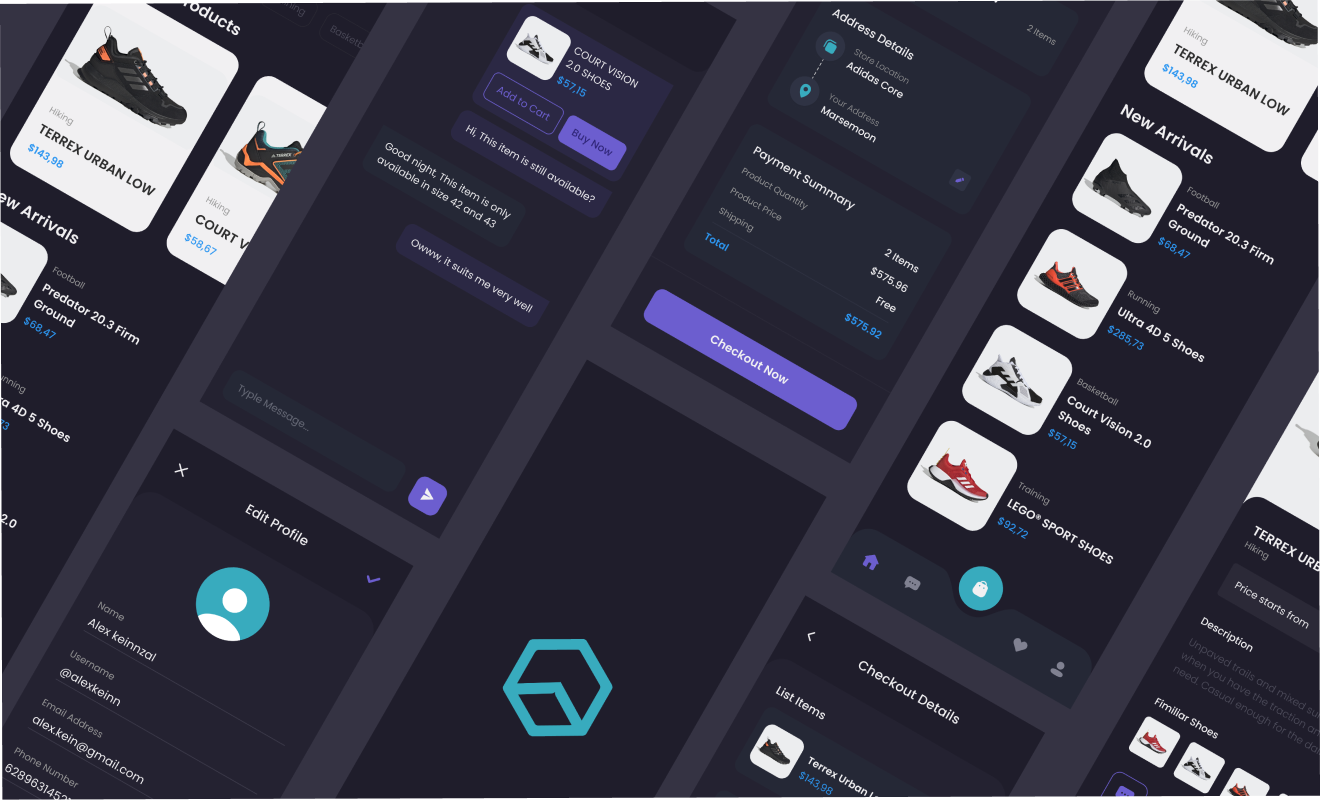 Products
Hiking
TERREX URBAN LOW
$143,98
Hiking
COURT V
$58,67
New Arrivals
Football
Predator 20.3 Firm
Ground
$68,47
Ultra 4D 5 Shoes
2.0
COURT VISION
2.0 SHOES
$57,15
Add to Cart
Buy Now
Hi, This item is still available?
Good night. This item is only
available in size 42 and 43
Owww, it suits me very well
Typle Message..
Edit Profile
Name
Alex keinnzal
Username
@alexkeinn
Email Address
alex.kein@gmail.com
Phone Number
2 Items
Address Details
Store Location
Adidas Core
Your Address
Marsemoon
Payment Summary
Product Quantity
2 Items
Product Price
$575.96
Shipping
Free
Total
$575,92
Checkout Now
Checkout Details
List Items
Terrex Urban L
$143,98
Hiking
TERREX URBAN LOW
$143,98
New Arrivals
Football
Predator 20.3 Firm
Ground
$68,47
Running
Ultra 4D 5 Shoes
$285,73
Basketball
Court Vision 2.0
Shoes
$57,15
Training
LEGO® SPORT SHOES
$92,72
TERREX URB
Hiking
Price starts from
Description
Unpaved trails and mixed su
when you have the traction an
need. Casual enough for the da
Fimiliar Shoes